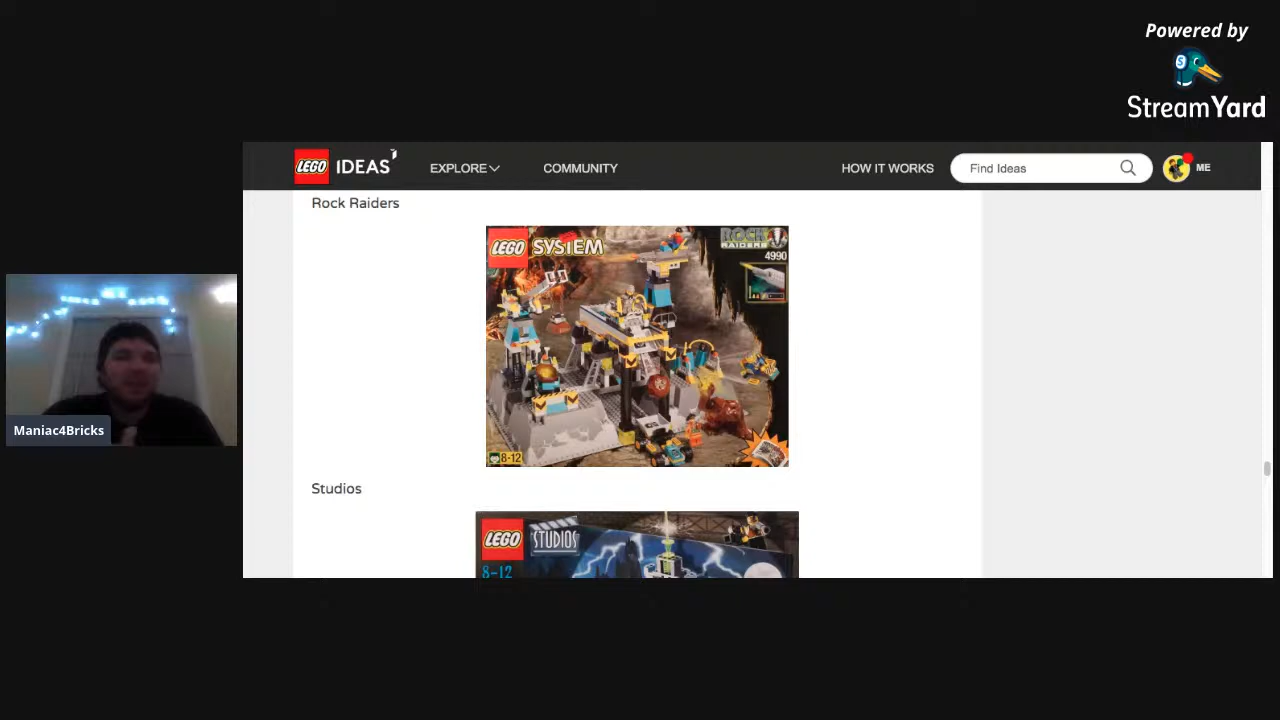 Powered by
StreamYard
LEGO IDEAS
EXPLORE
COMMUNITY
HOW IT WORKS
Find Ideas
ME
Rock Raiders
LEGO SYSTEM
ROCK
RAIDERS
4990
8-12
Maniac4Bricks
Studios
LEGO STUDIOS
8-12